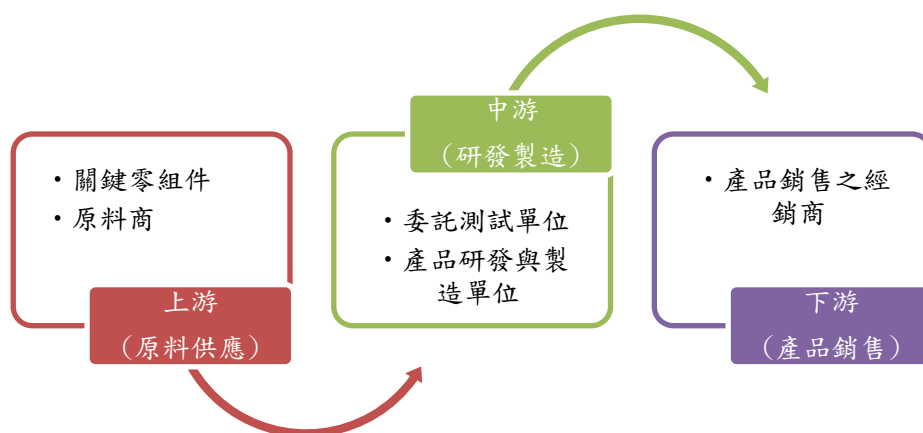 ・關鍵零組件
・原料商
上游
（原料供應）
中游
（研發製造）
・委託測試單位
・產品研發與製
造單位
・產品銷售之經
銷商
下游
（產品銷售）